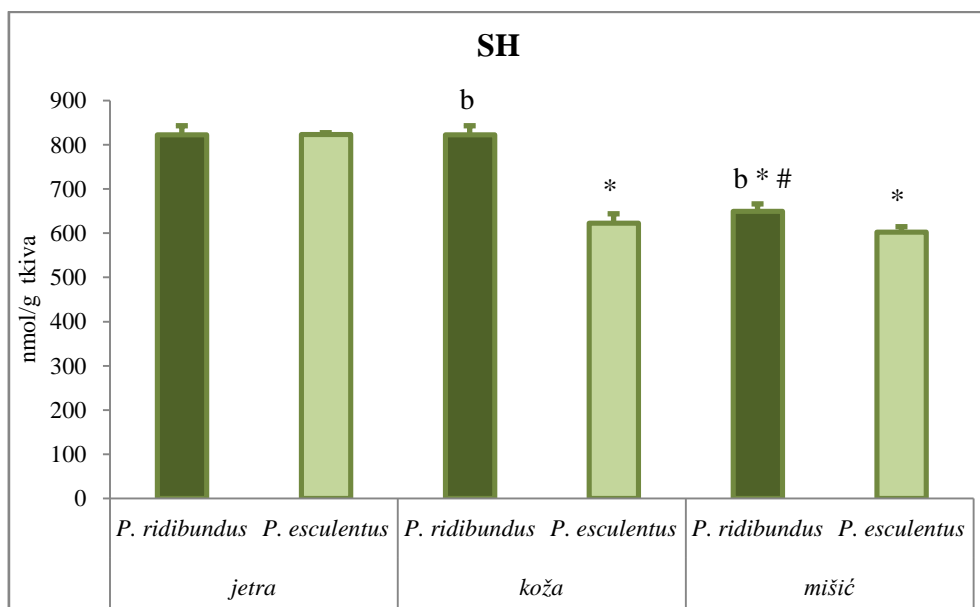 SH
nmol/g tkiva
900
800
700
600
500
400
300
200
100
0
b
*
b * #
*
P. ridibundus P. esculentus P. ridibundus P. esculentus P. ridibundus P. esculentus
jetra koža mišić